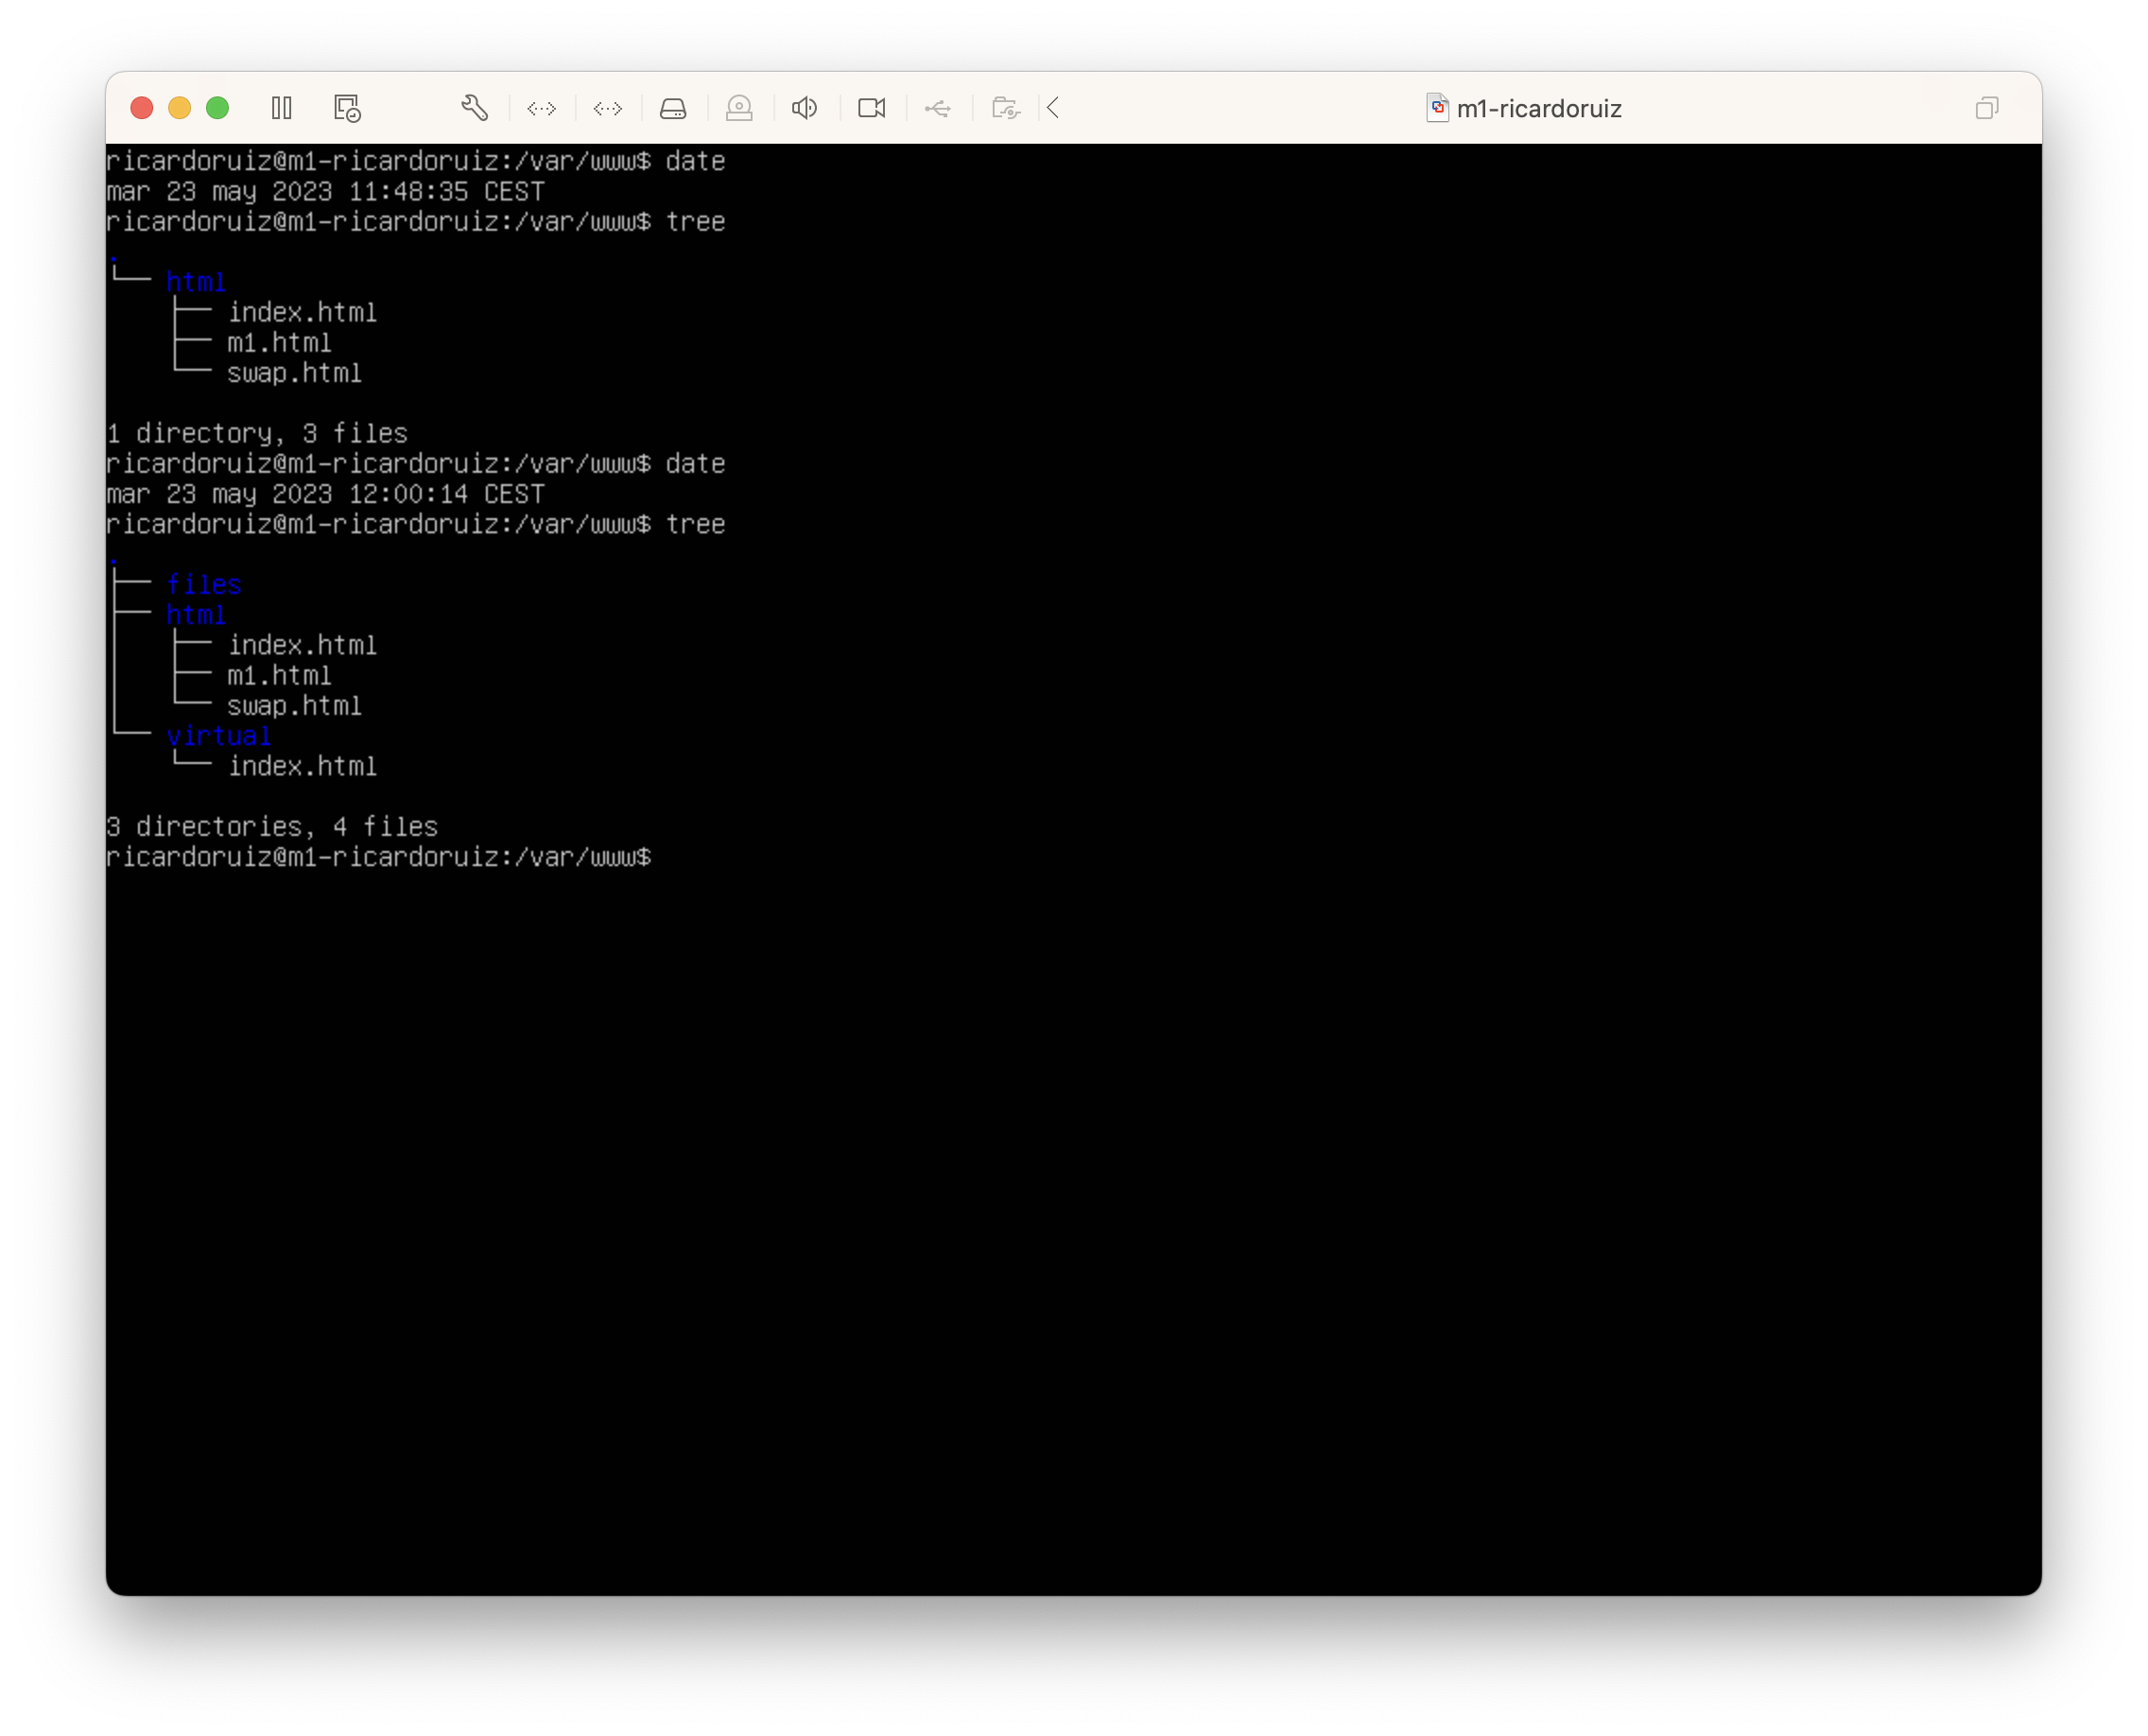 m1-ricardoruiz
ricardoruiz@m1-ricardoruiz:/var/www$ date
mar 23 may 2023 11:48:35 CEST
ricardoruiz@m1-ricardoruiz:/var/www$ tree
.
└── html
    ├── index.html
    ├── m1.html
    └── swap.html
1 directory, 3 files
ricardoruiz@m1-ricardoruiz:/var/www$ date
mar 23 may 2023 12:00:14 CEST
ricardoruiz@m1-ricardoruiz:/var/www$ tree
.
├── files
├── html
│   ├── index.html
│   ├── m1.html
│   └── swap.html
└── virtual
    └── index.html
3 directories, 4 files
ricardoruiz@m1-ricardoruiz:/var/www$